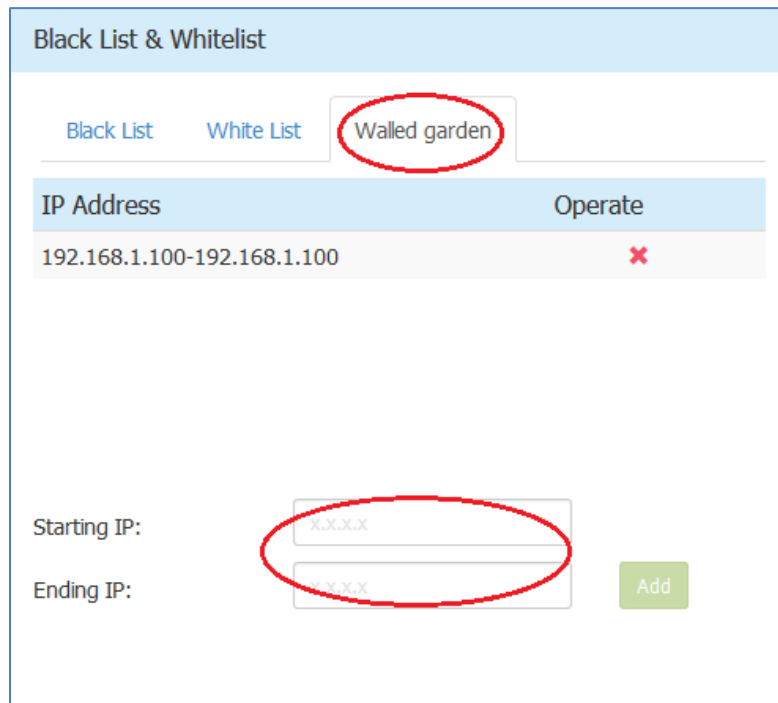 Black List & Whitelist
Black List White List Walled garden
IP Address Operate
192.168.1.100-192.168.1.100
Starting IP: x.x.x.x
Ending IP: x.x.x.x Add